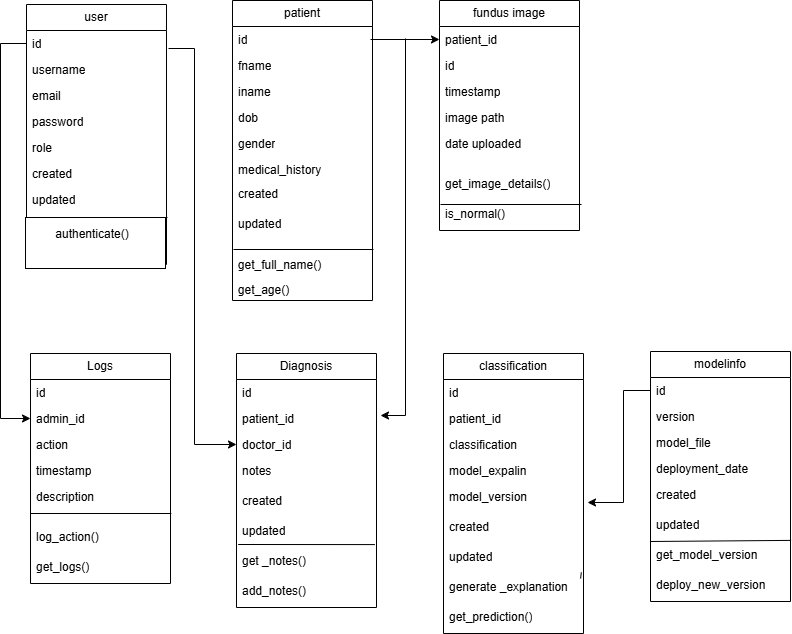 user
id
username
email
password
role
created
updated
authenticate()
patient
id
fname
iname
dob
gender
medical_history
created
updated
get_full_name()
get_age()
fundus image
patient_id
id
timestamp
image path
date uploaded
get_image_details()
is_normal()
Logs
id
admin_id
action
timestamp
description
log_action()
get_logs()
Diagnosis
id
patient_id
doctor_id
notes
created
updated
get _notes()
add_notes()
classification
id
patient_id
classification
model_expalin
model_version
created
updated
generate _explanation
get_prediction()
modelinfo
id
version
model_file
deployment_date
created
updated
get_model_version
deploy_new_version